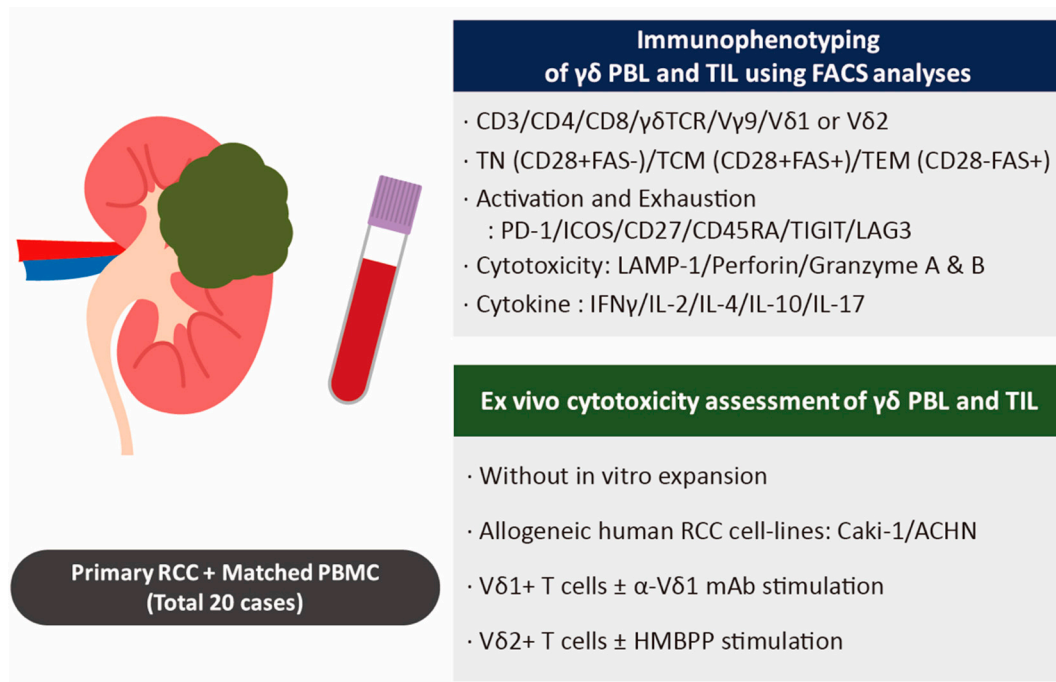 Immunophenotyping
of γδ PBL and TIL using FACS analyses
· CD3/CD4/CD8/γδTCR/Vγ9/Vδ1 or Vδ2
· TN (CD28+FAS-)/TCM (CD28+FAS+)/TEM (CD28-FAS+)
· Activation and Exhaustion
: PD-1/ICOS/CD27/CD45RA/TIGIT/LAG3
· Cytotoxicity: LAMP-1/Perforin/Granzyme A & B
· Cytokine : IFNγ/IL-2/IL-4/IL-10/IL-17
Ex vivo cytotoxicity assessment of γδ PBL and TIL
· Without in vitro expansion
· Allogeneic human RCC cell-lines: Caki-1/ACHN
· Vδ1+ T cells ± α-Vδ1 mAb stimulation
· Vδ2+ T cells ± HMBPP stimulation
Primary RCC + Matched PBMC
(Total 20 cases)